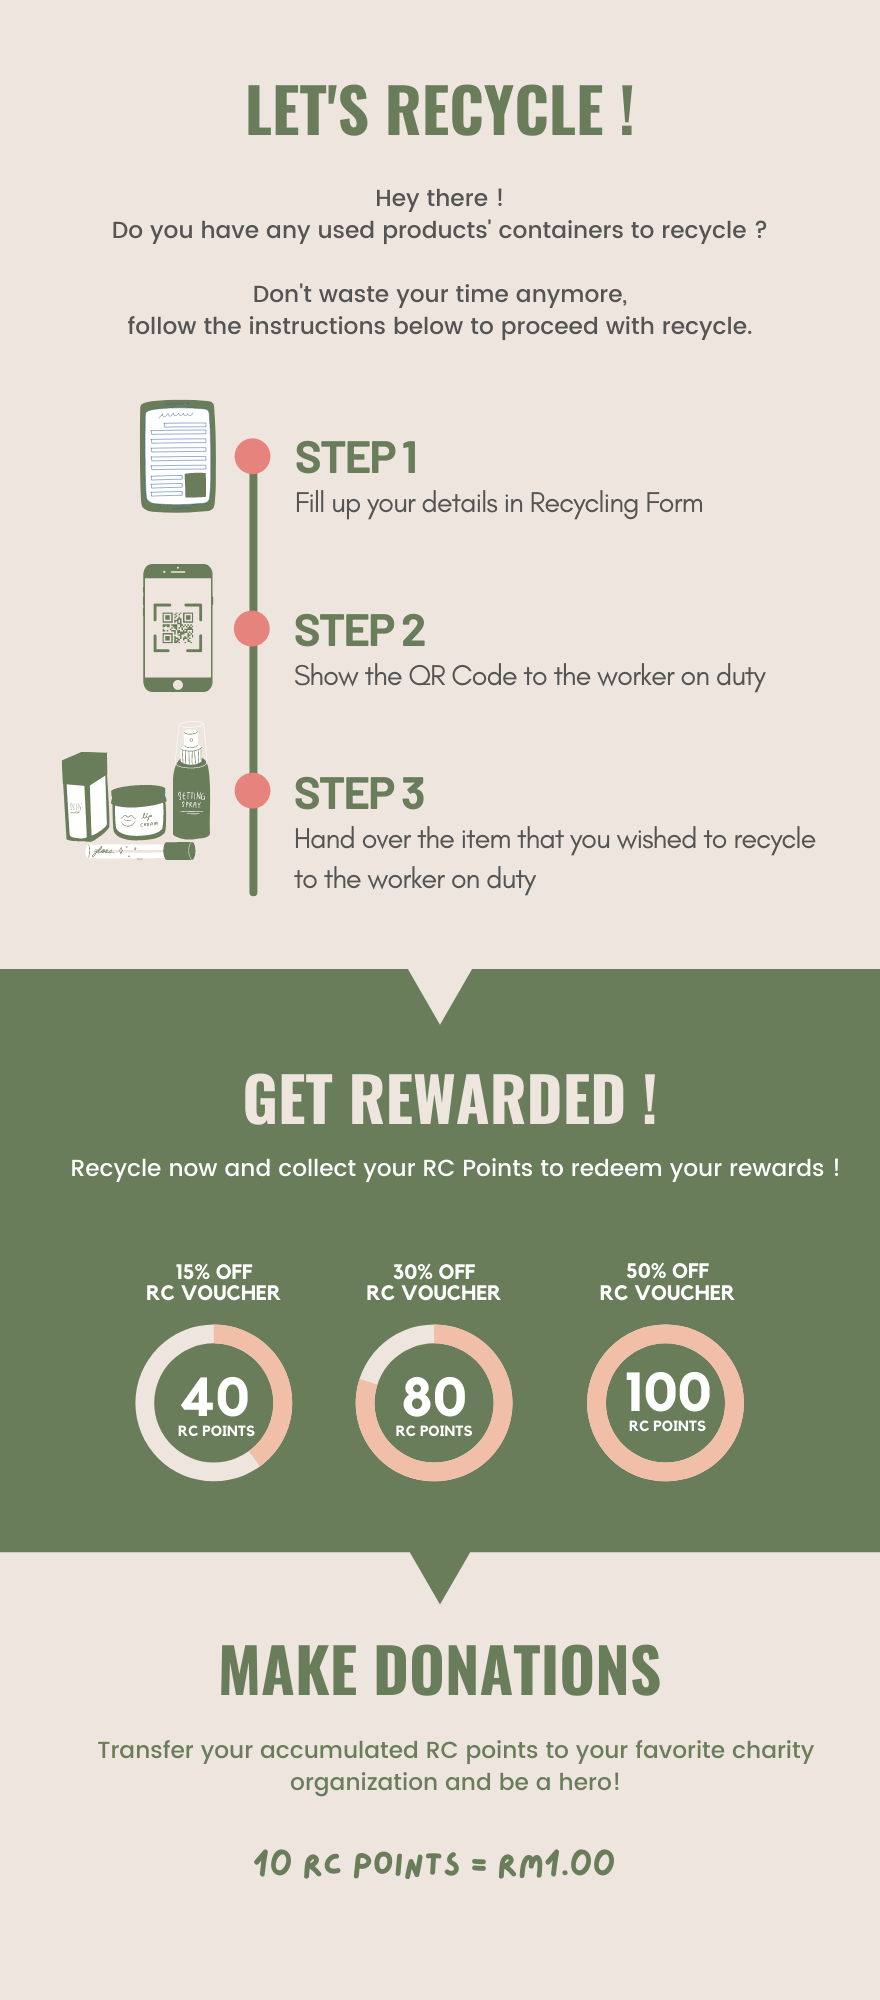 LET'S RECYCLE !
Hey there !
Do you have any used products' containers to recycle ?
Don't waste your time anymore,
follow the instructions below to proceed with recycle.
STEP 1
Fill up your details in Recycling Form
STEP 2
Show the QR Code to the worker on duty
SETTING
SPRAY
lip
CREAM
gloss
STEP 3
Hand over the item that you wished to recycle
to the worker on duty
GET REWARDED !
Recycle now and collect your RC Points to redeem your rewards !
15% OFF
RC VOUCHER
40
RC POINTS
30% OFF
RC VOUCHER
80
RC POINTS
50% OFF
RC VOUCHER
100
RC POINTS
MAKE DONATIONS
Transfer your accumulated RC points to your favorite charity
organization and be a hero!
10 RC POINTS = RM1.00